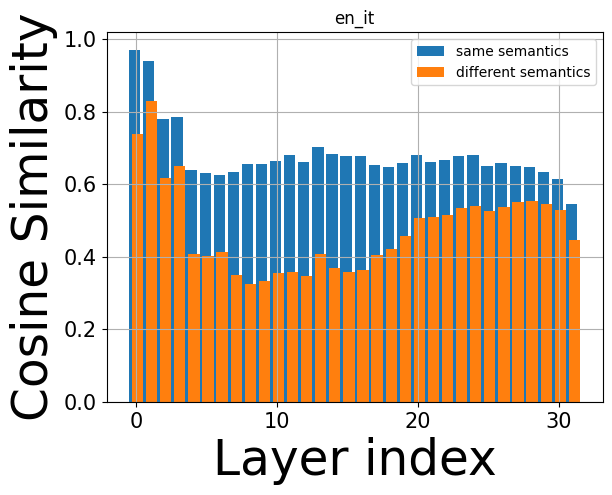 en_it
same semantics
different semantics
Cosine Similarity
1.0
0.8
0.6
0.4
0.2
0.0
0 10 20 30
Layer index